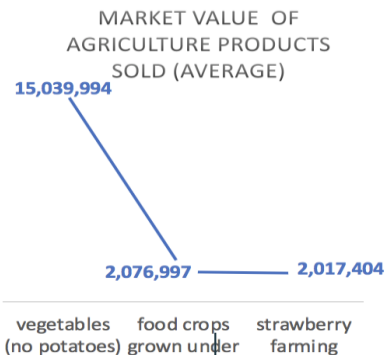 MARKET VALUE OF
AGRICULTURE PRODUCTS
SOLD (AVERAGE)
15,039,994
2,076,997
2,017,404
vegetables
(no potatoes)
food crops
grown under
strawberry
farming